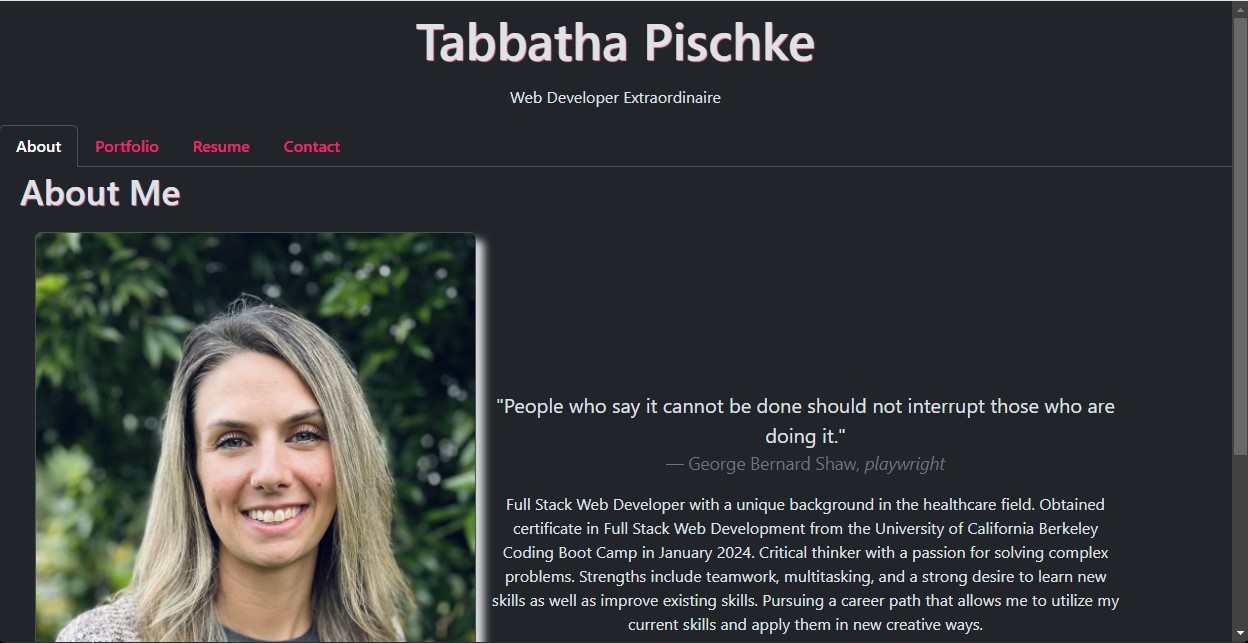 Tabbatha Pischke
Web Developer Extraordinaire
About Portfolio Resume Contact
About Me
"People who say it cannot be done should not interrupt those who are
doing it."
— George Bernard Shaw, playwright
Full Stack Web Developer with a unique background in the healthcare field. Obtained
certificate in Full Stack Web Development from the University of California Berkeley
Coding Boot Camp in January 2024. Critical thinker with a passion for solving complex
problems. Strengths include teamwork, multitasking, and a strong desire to learn new
skills as well as improve existing skills. Pursuing a career path that allows me to utilize my
current skills and apply them in new creative ways.